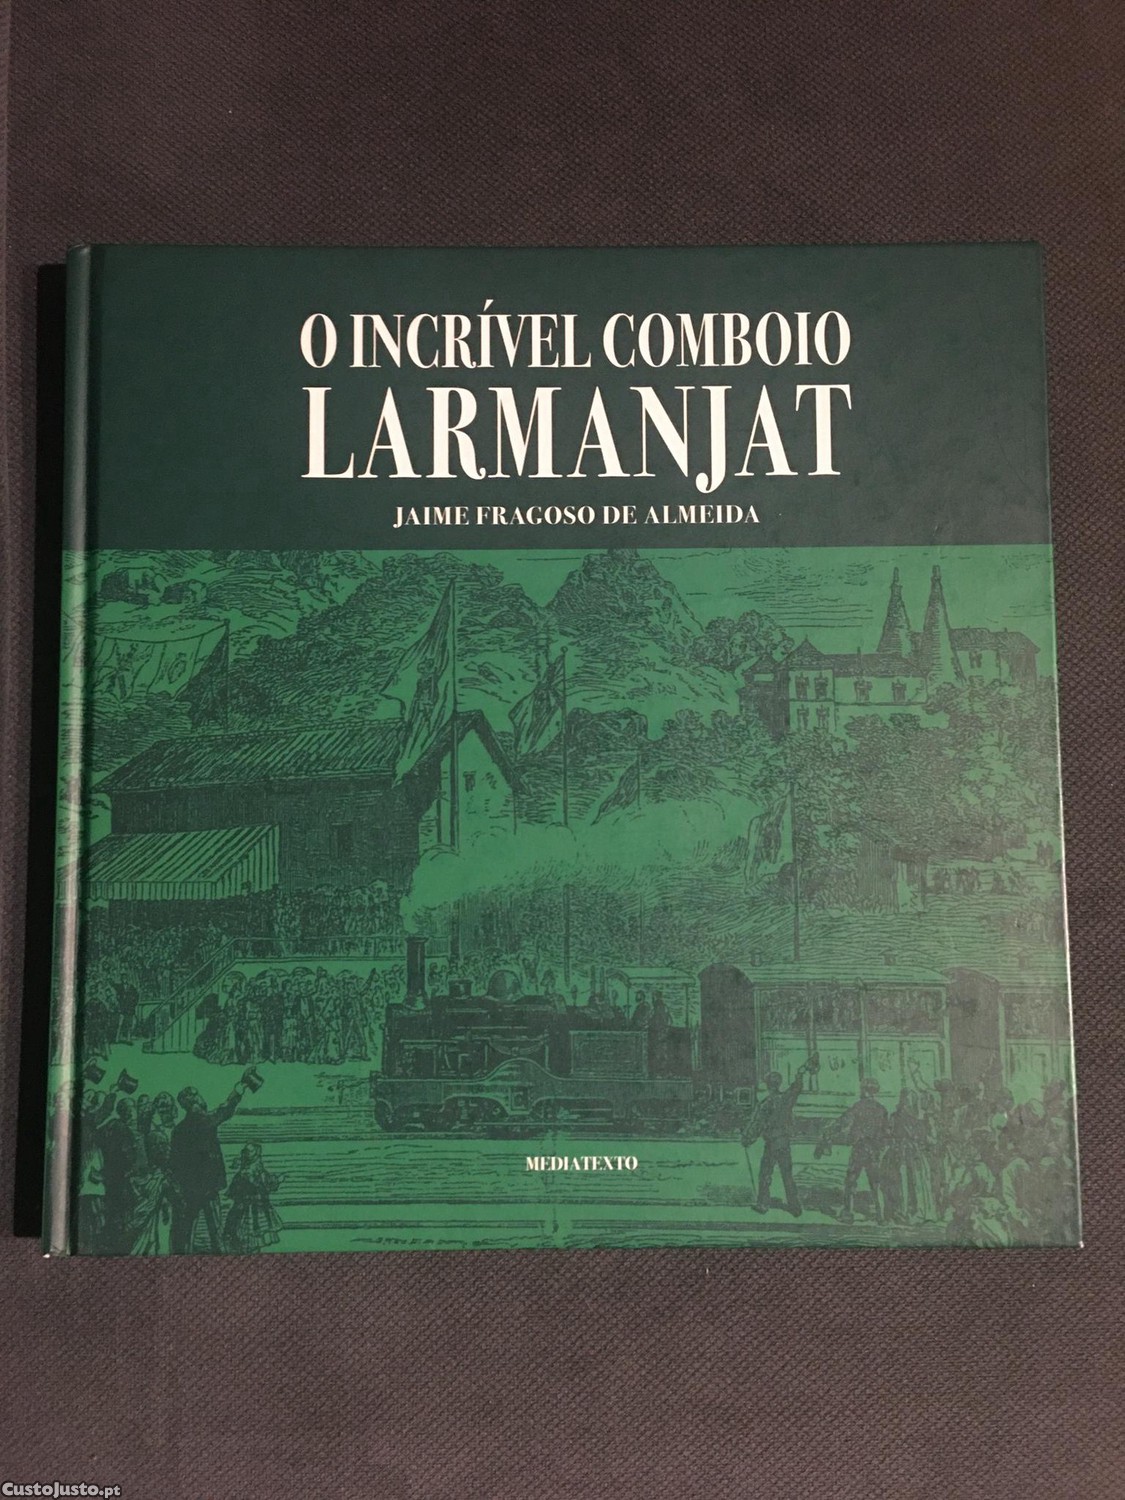 O INCRÍVEL COMBOIO
LARMANJAT
JAIME FRAGOSO DE ALMEIDA
MEDIATEXTO
CustoJusto.pt